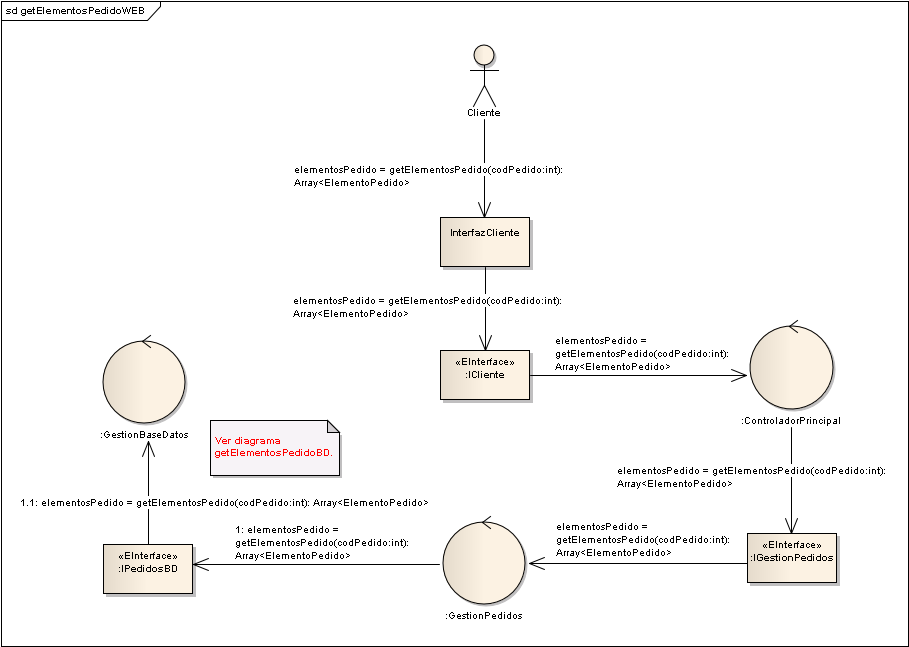 sd getElementosPedidoWEB
Cliente
elementosPedido = getElementosPedido(codPedido:int):
Array<ElementoPedido>
InterfazCliente
elementosPedido = getElementosPedido(codPedido:int):
Array<ElementoPedido>
«EInterface»
:ICliente
elementosPedido =
getElementosPedido(codPedido:int):
Array<ElementoPedido>
:ControladorPrincipal
:GestionBaseDatos
Ver diagrama
getElementosPedidoBD.
elementosPedido = getElementosPedido(codPedido:int):
Array<ElementoPedido>
1.1: elementosPedido = getElementosPedido(codPedido:int): Array<ElementoPedido>
1: elementosPedido =
getElementosPedido(codPedido:int):
Array<ElementoPedido>
elementosPedido =
getElementosPedido(codPedido:int):
Array<ElementoPedido>
«EInterface»
:IGestionPedidos
«EInterface»
:IPedidosBD
:GestionPedidos